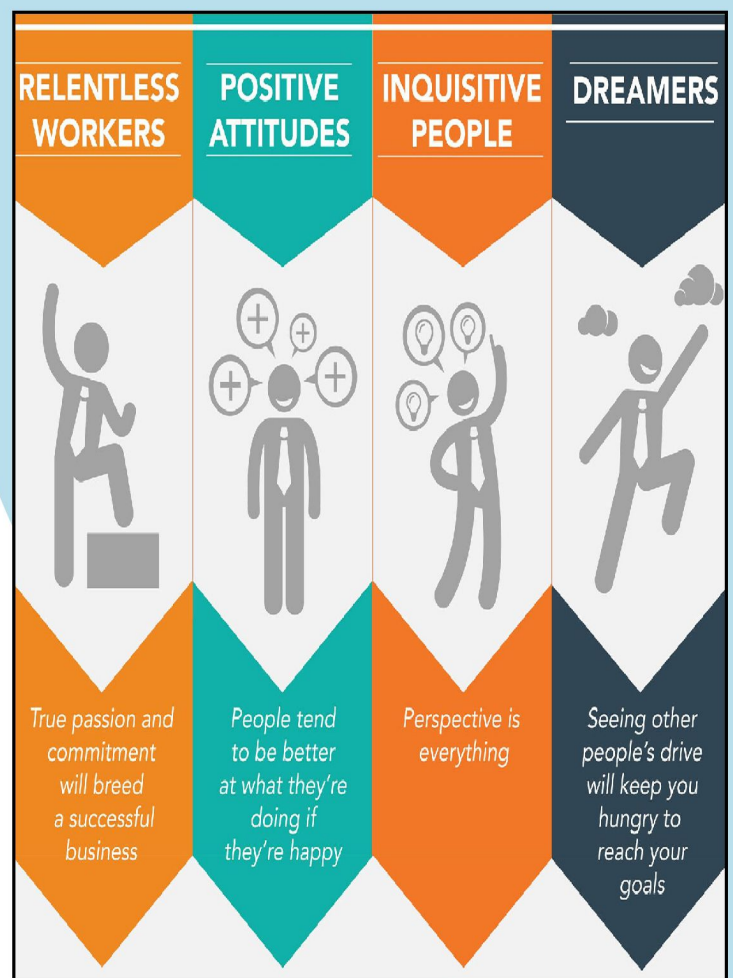 RELENTLESS
WORKERS
True passion and
commitment
will breed
a successful
business
POSITIVE
ATTITUDES
People tend
to be better
at what they're
doing if
they're happy
INQUISITIVE
PEOPLE
Perspective is
everything
DREAMERS
Seeing other
people's drive
will keep you
hungry to
reach your
goals